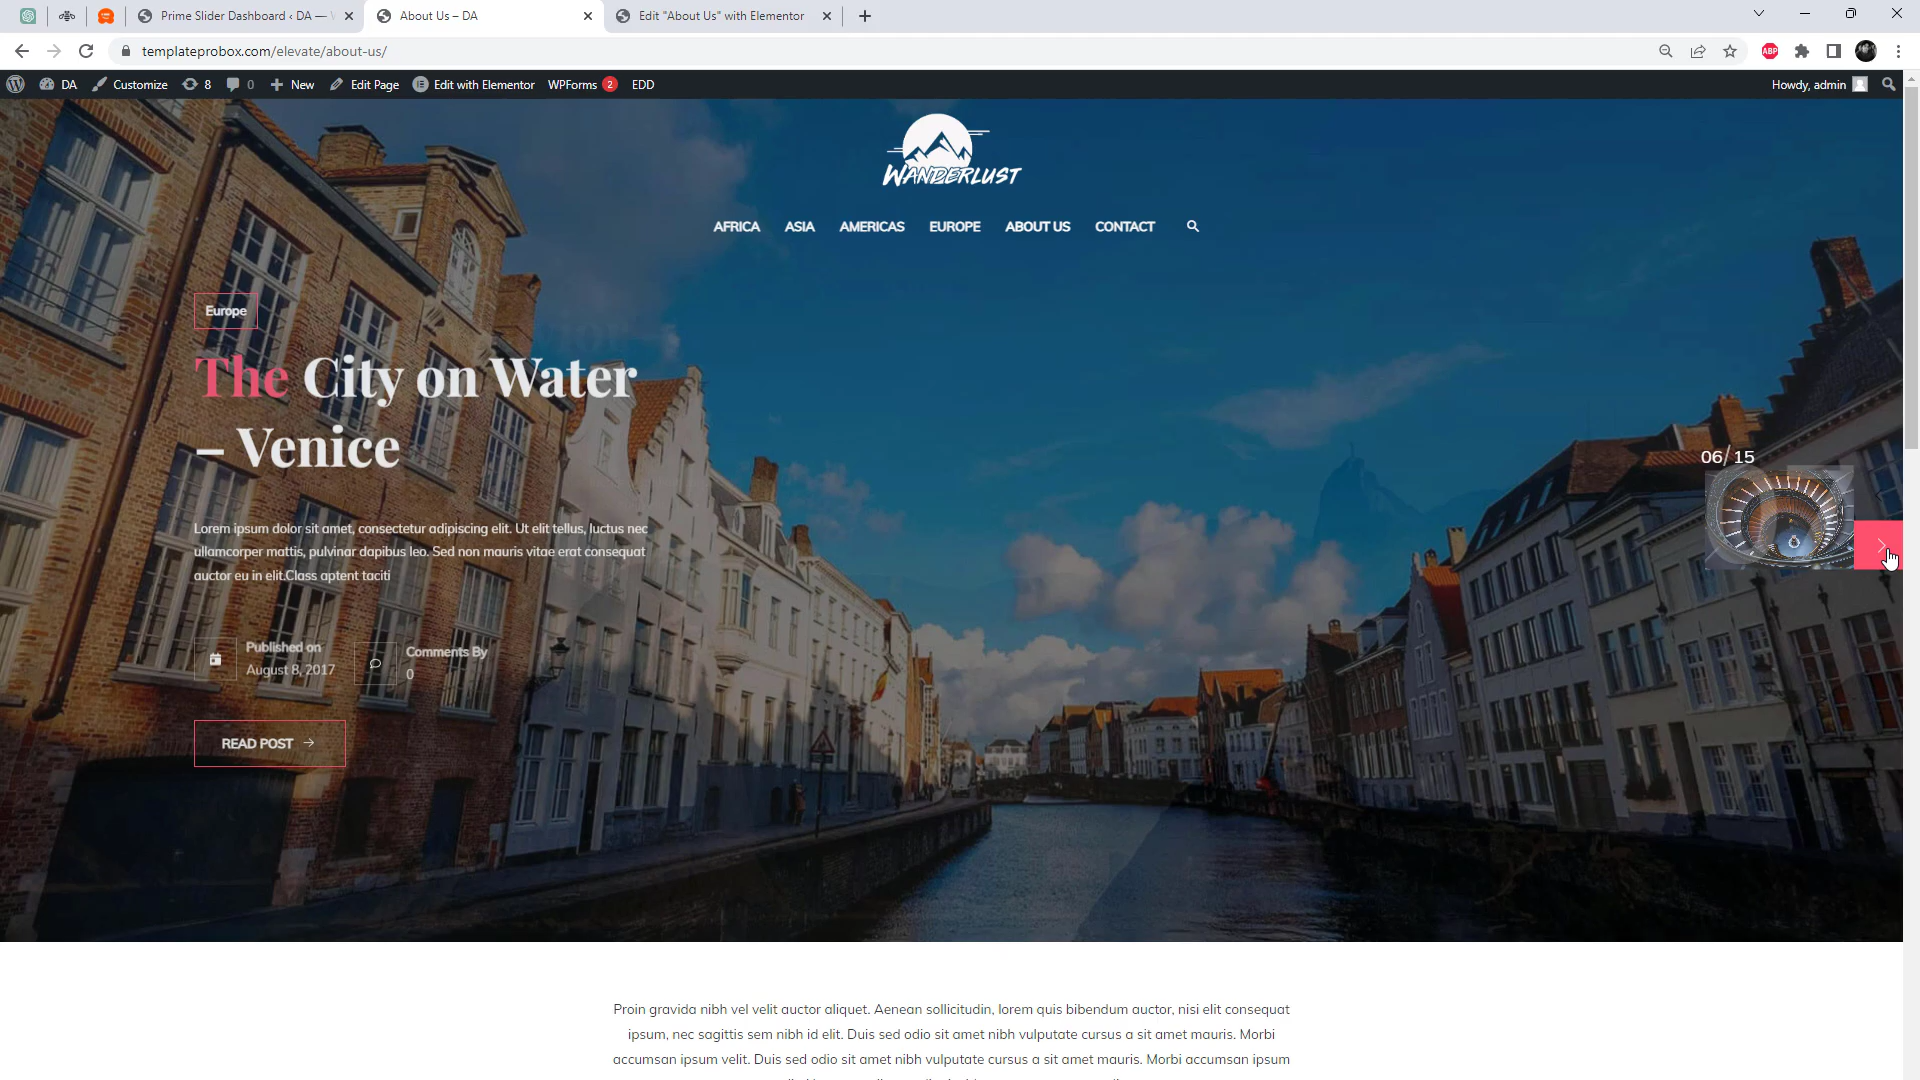 Prime Slider Dashboard ‹ DA —
About Us – DA
Edit "About Us" with Elementor
templateprobox.com/elevate/about-us/
ABP
DA
Customize
8
0
New
Edit Page
Edit with Elementor
WPForms 2
EDD
Howdy, admin
WANDERLUST
AFRICA ASIA AMERICAS EUROPE ABOUT US CONTACT
Europe
The City on Water
– Venice
06/ 15
Lorem ipsum dolor sit amet, consectetur adipiscing elit. Ut elit tellus, luctus nec
ullamcorper mattis, pulvinar dapibus leo. Sed non mauris vitae erat consequat
auctor eu in elit.Class aptent taciti
Published on
August 8, 2017
Comments By
0
READ POST
Proin gravida nibh vel velit auctor aliquet. Aenean sollicitudin, lorem quis bibendum auctor, nisi elit consequat
ipsum, nec sagittis sem nibh id elit. Duis sed odio sit amet nibh vulputate cursus a sit amet mauris. Morbi
accumsan ipsum velit. Duis sed odio sit amet nibh vulputate cursus a sit amet mauris. Morbi accumsan ipsum